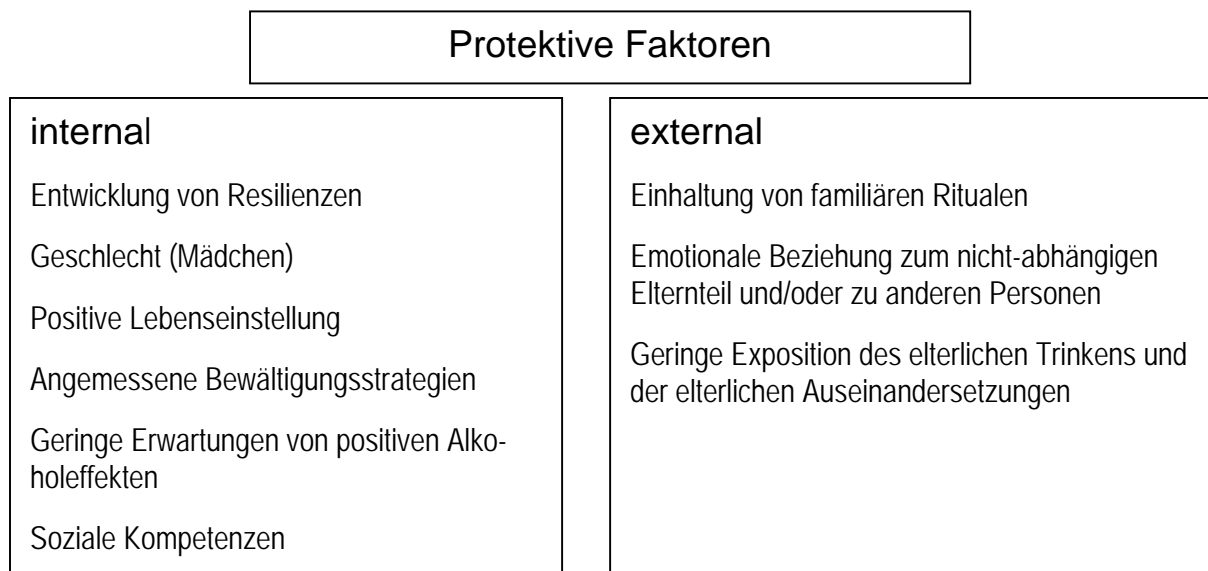 Protektive Faktoren
internal
Entwicklung von Resilienzen
Geschlecht (Mädchen)
Positive Lebenseinstellung
Angemessene Bewältigungsstrategien
Geringe Erwartungen von positiven Alko-
holeffekten
Soziale Kompetenzen
external
Einhaltung von familiären Ritualen
Emotionale Beziehung zum nicht-abhängigen
Elternteil und/oder zu anderen Personen
Geringe Exposition des elterlichen Trinkens und
der elterlichen Auseinandersetzungen